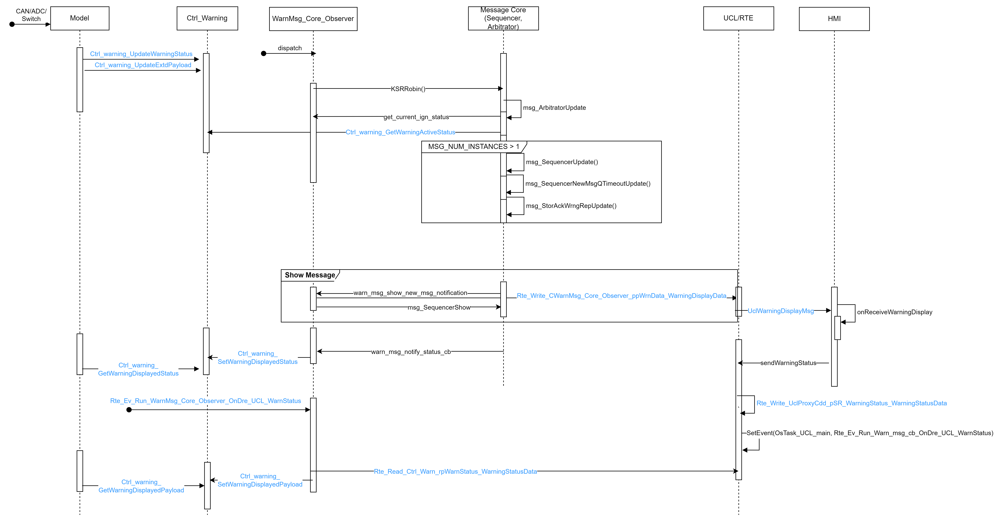 CAN/ADC/
Switch
Model
Ctrl_Warning
WarnMsg_Core_Observer
Message Core
(Sequencer,
Arbitrator)
UCL/RTE
HMI
dispatch
Ctrl_warning_UpdateWarningStatus
Ctrl_warning_UpdateExtdPayload
KSRRobin()
msg_ArbitratorUpdate
get_current_ign_status
Ctrl_warning_GetWarningActiveStatus
MSG_NUM_INSTANCES > 1
msg_SequencerUpdate()
msg_SequencerNewMsgQTimeoutUpdate()
msg_StorAckWrngRepUpdate()
Show Message
warn_msg_show_new_msg_notification
Rte_Write_CWarnMsg_Core_Observer_ppWrnData_WarningDisplayData
msg_SequencerShow
UclWarningDisplayMsg
onReceiveWarningDisplay
warn_msg_notify_status_cb
Ctrl_warning_
SetWarningDisplayedStatus
sendWarningStatus
Ctrl_warning_
GetWarningDisplayedStatus
Rte_Ev_Run_WarnMsg_Core_Observer_OnDre_UCL_WarnStatus
Rte_Write_UclProxyCdd_pSR_WarningStatus_WarningStatusData
SetEvent(OsTask_UCL_main, Rte_Ev_Run_Warn_msg_cb_OnDre_UCL_WarnStatus)
Rte_Read_Ctrl_Warn_rpWarnStatus_WarningStatusData
Ctrl_warning_
SetWarningDisplayedPayload
Ctrl_warning_
GetWarningDisplayedPayload